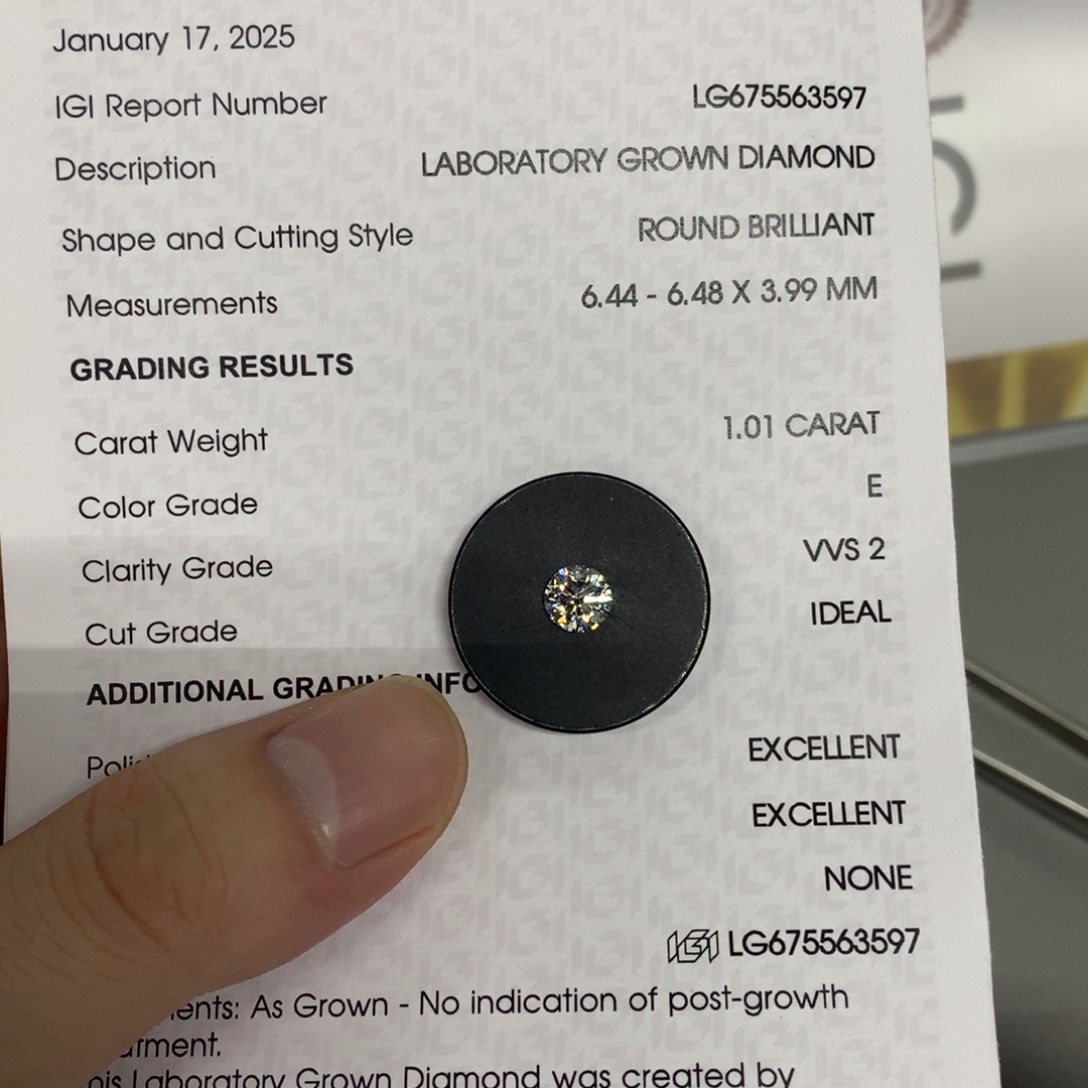 January 17, 2025
IGI Report Number LG675563597
Description LABORATORY GROWN DIAMOND
Shape and Cutting Style ROUND BRILLIANT
Measurements 6.44 - 6.48 X 3.99 MM
GRADING RESULTS
Carat Weight 1.01 CARAT
Color Grade E
Clarity Grade VVS 2
Cut Grade IDEAL
ADDITIONAL GRADING INFO
EXCELLENT
EXCELLENT
NONE
IGI LG675563597
As Grown - No indication of post-growth
Laboratory Grown Diamond was created by